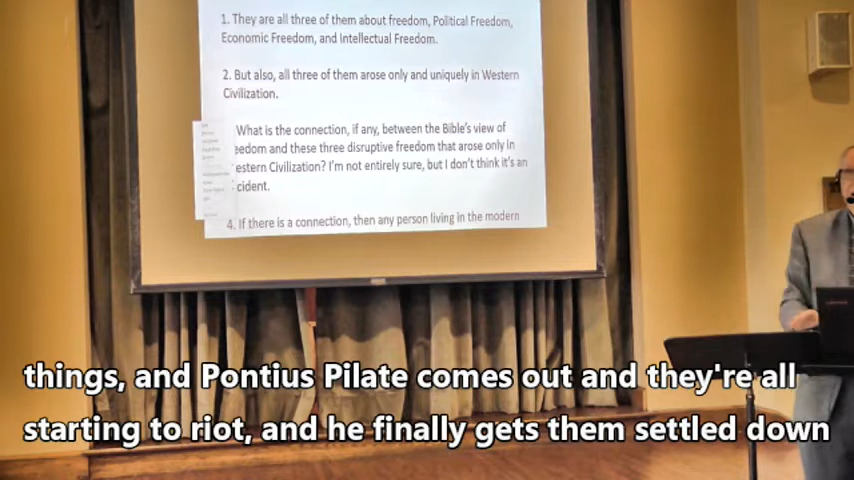 1. They are all three of them about freedom, Political Freedom,
Economic Freedom, and Intellectual Freedom.
2. But also, all three of them arose only and uniquely in Western
Civilization.
What is the connection, if any, between the Bible's view of
eedom and these three disruptive freedom that arose only in
estern Civilization? I'm not entirely sure, but I don't think it's an
cident.
4. If there is a connection, then any person living in the modern
things, and Pontius Pilate comes out and they're all
starting to riot, and he finally gets them settled down